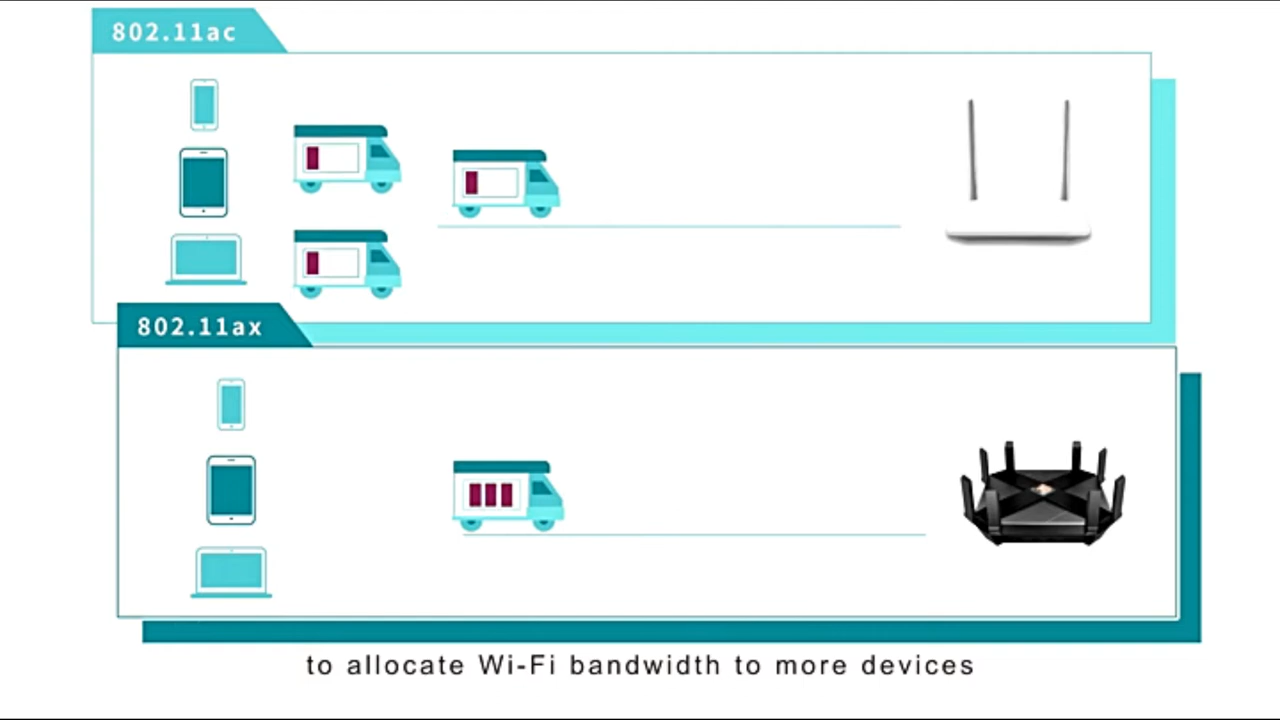 802.11ac
802.11ax
to allocate Wi-Fi bandwidth to more devices